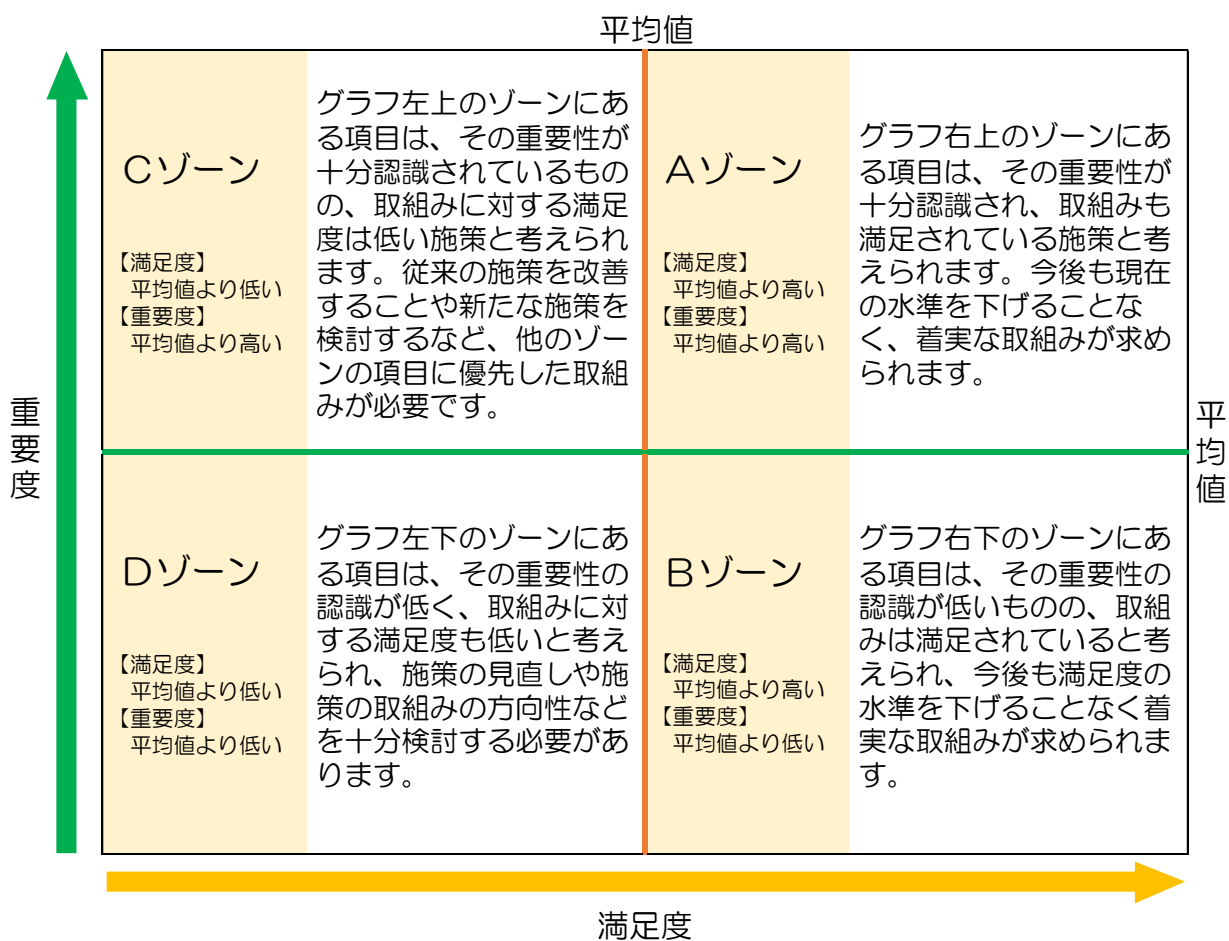 平均値
Cゾーン
【満足度】
平均値より低い
【重要度】
平均値より高い
グラフ左上のゾーンにあ
る項目は、その重要性が
十分認識されているもの
の、取組みに対する満足
度は低い施策と考えられ
ます。従来の施策を改善
することや新たな施策を
検討するなど、他のゾー
ンの項目に優先した取組
みが必要です。
Aゾーン
【満足度】
平均値より高い
【重要度】
平均値より高い
グラフ右上のゾーンにあ
る項目は、その重要性が
十分認識され、取組みも
満足されている施策と考
えられます。今後も現在
の水準を下げることな
く、着実な取組みが求め
られます。
重要度
平均値
Dゾーン
【満足度】
平均値より低い
【重要度】
平均値より低い
グラフ左下のゾーンにあ
る項目は、その重要性の
認識が低く、取組みに対
する満足度も低いと考え
られ、施策の見直しや施
策の取組みの方向性など
を十分検討する必要があ
ります。
Bゾーン
【満足度】
平均値より高い
【重要度】
平均値より低い
グラフ右下のゾーンにあ
る項目は、その重要性の
認識が低いものの、取組
みは満足されていると考
えられ、今後も満足度の
水準を下げることなく着
実な取組みが求められま
す。
満足度